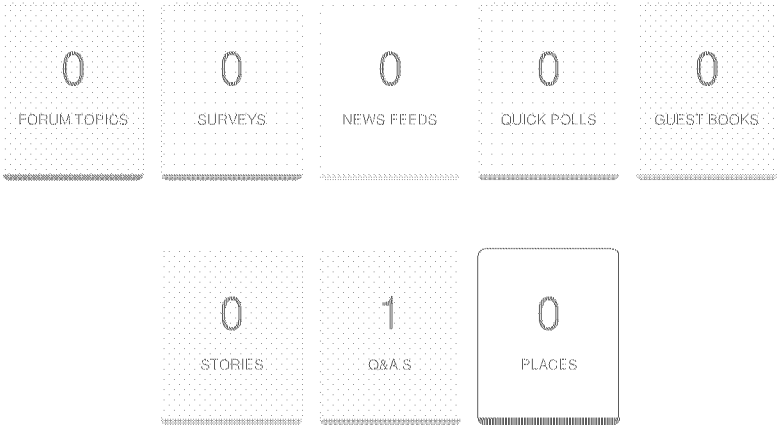 0 0 0 0 0
FORUM TOPICS SURVEYS NEWS FEEDS QUICK POLLS GUEST BOOKS
0 1 0
STORIES Q&A'S PLACES